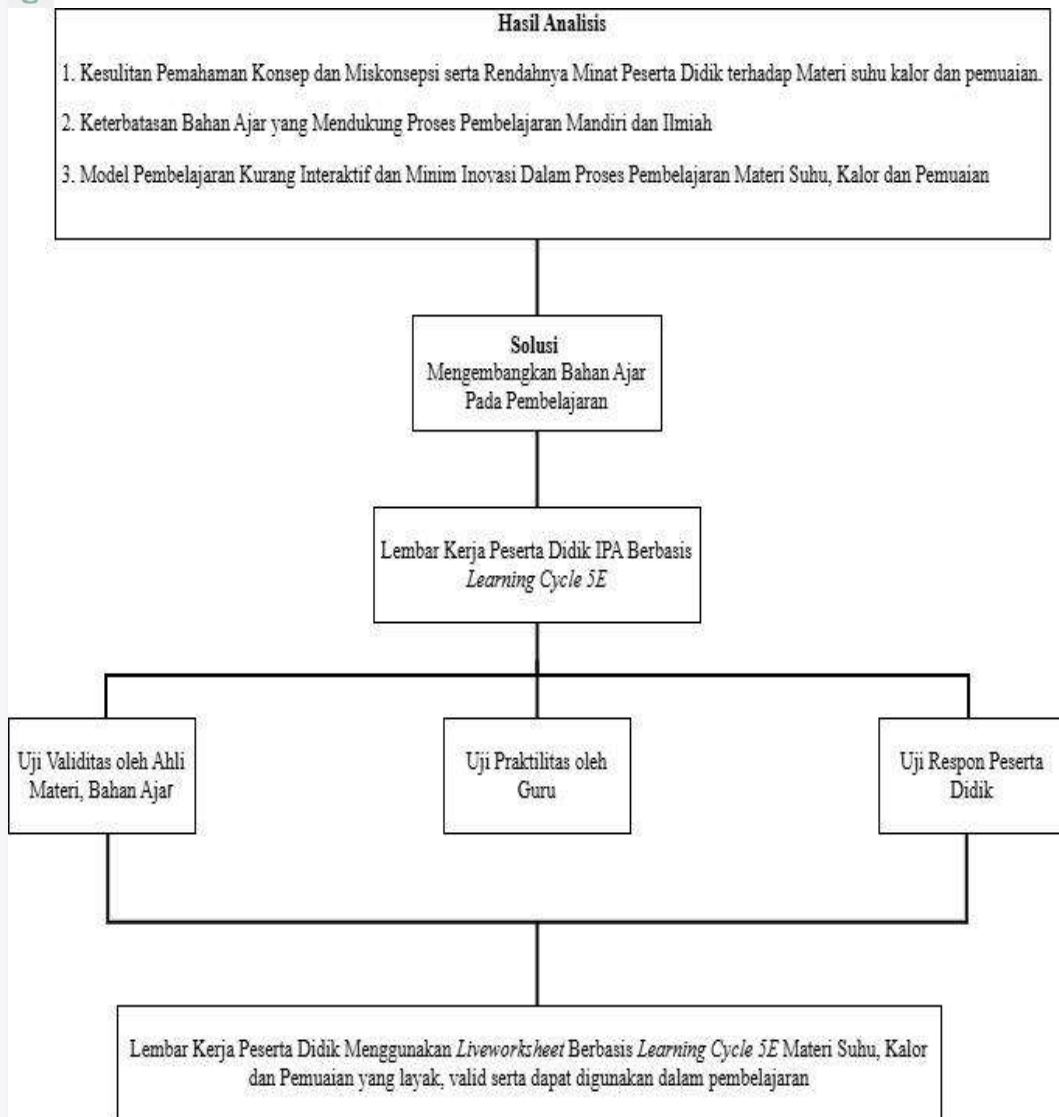 Hasil Analisis
1. Kesulitan Pemahaman Konsep dan Miskonsepsi serta Rendahnya Minat Peserta Didik terhadap Materi suhu kalor dan pemuaian.
2. Keterbatasan Bahan Ajar yang Mendukung Proses Pembelajaran Mandiri dan Ilmiah
3. Model Pembelajaran Kurang Interaktif dan Minim Inovasi Dalam Proses Pembelajaran Materi Suhu, Kalor dan Pemuaian
Solusi
Mengembangkan Bahan Ajar
Pada Pembelajaran
Lembar Kerja Peserta Didik IPA Berbasis
Learning Cycle 5E
Uji Validitas oleh Ahli
Materi, Bahan Ajar
Uji Praktilitas oleh
Guru
Uji Respon Peserta
Didik
Lembar Kerja Peserta Didik Menggunakan Liveworksheet Berbasis Learning Cycle 5E Materi Suhu, Kalor
dan Pemuaian yang layak, valid serta dapat digunakan dalam pembelajaran